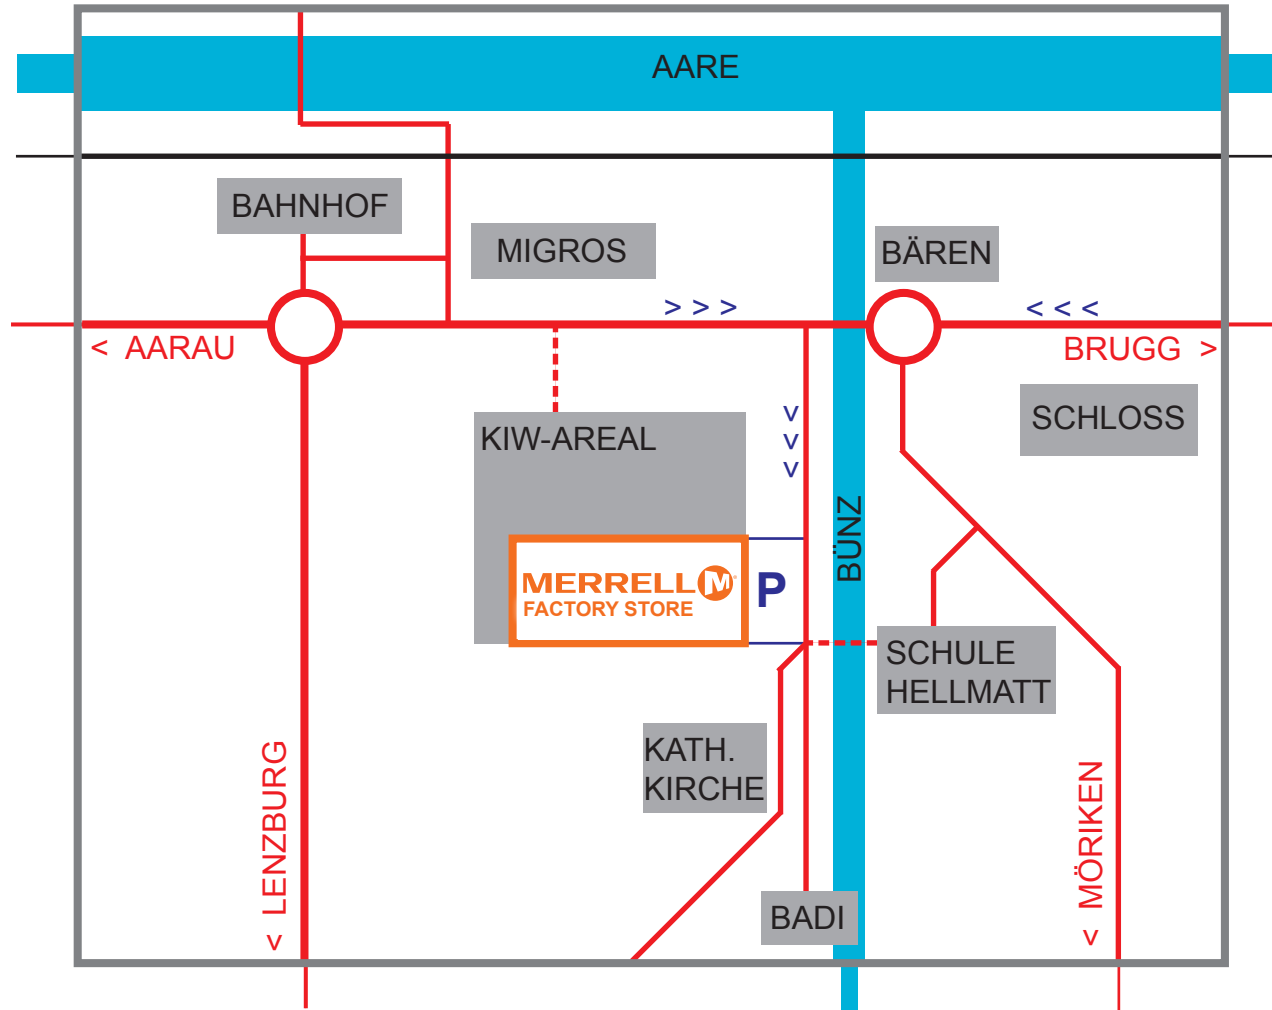 AARE
BAHNHOF
MIGROS
BÄREN
> > >
< < <
< AARAU
BRUGG >
SCHLOSS
KIW-AREAL
< < <
BÜNZ
MERRELL M
FACTORY STORE
P
SCHULE
HELLMATT
KATH.
KIRCHE
< LENZBURG
< MÖRIKEN
BADI